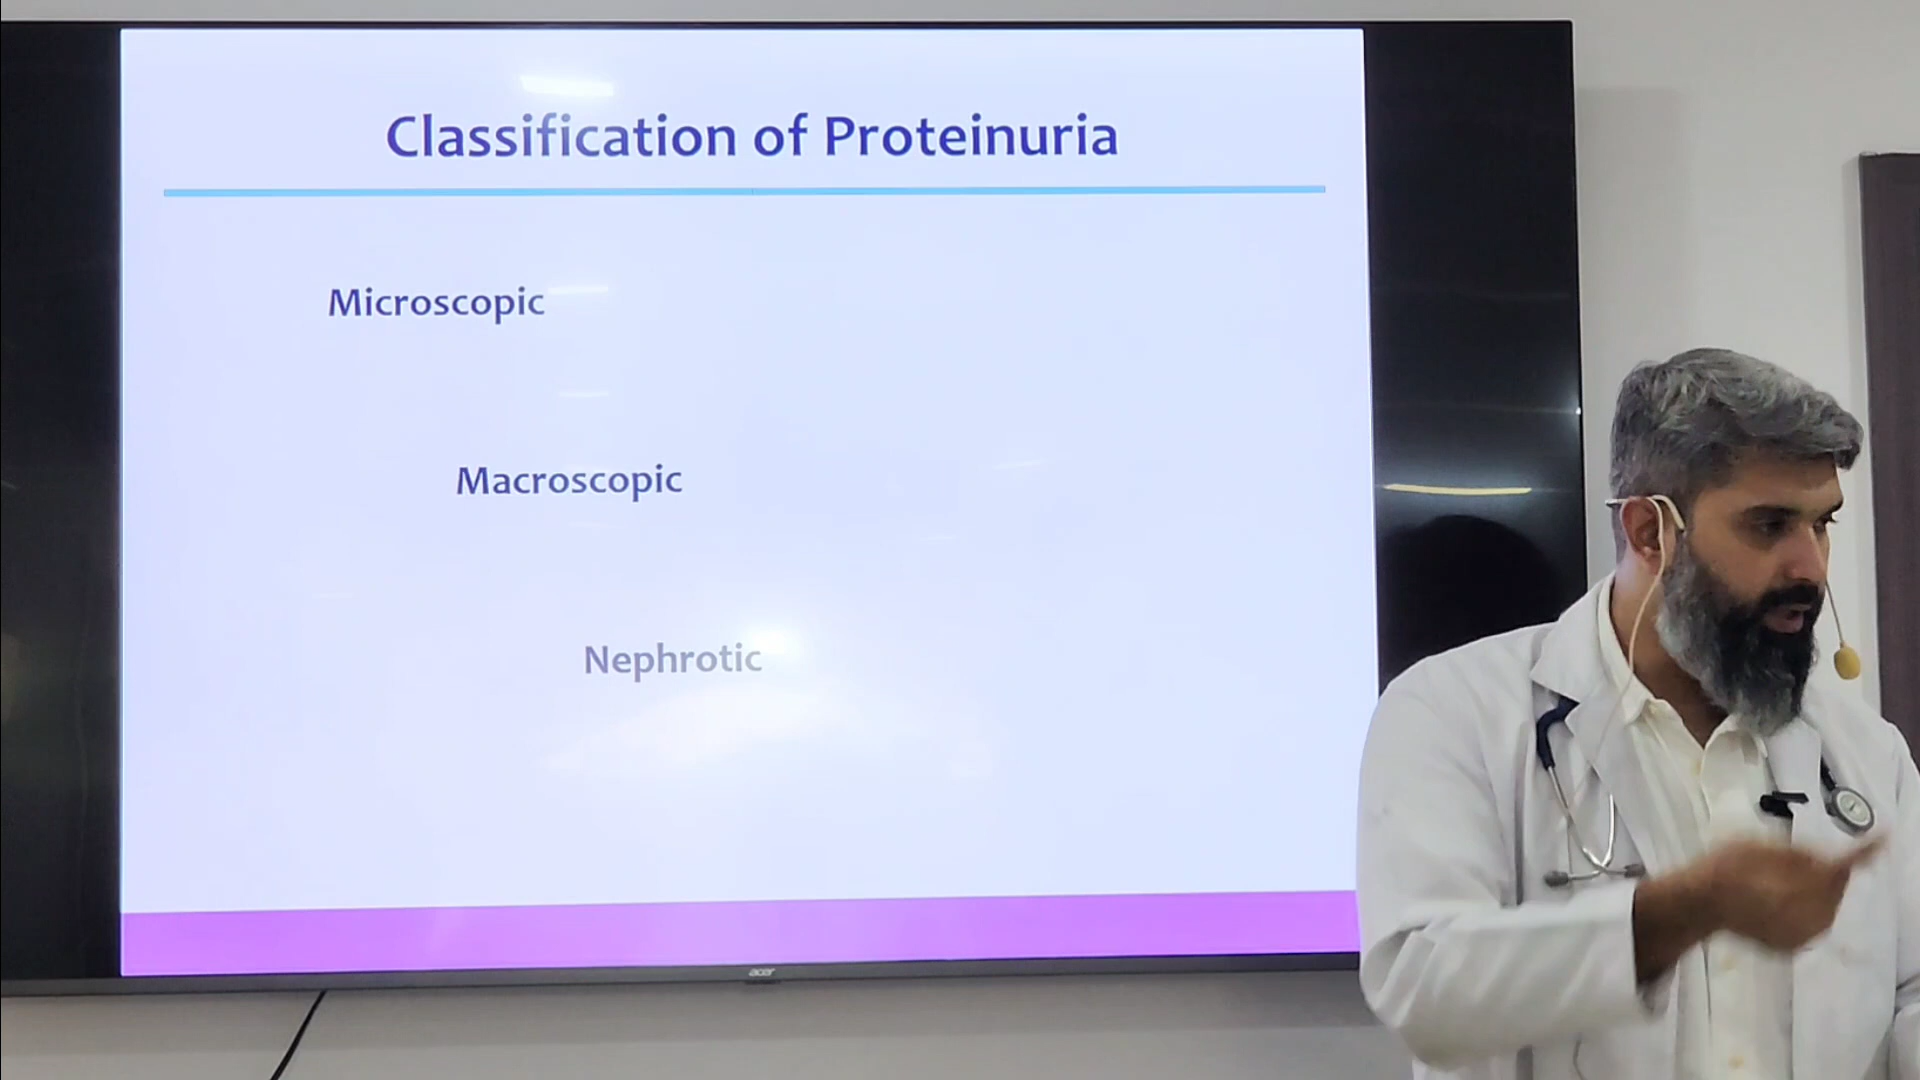 Classification of Proteinuria
Microscopic
Macroscopic
Nephrotic
acer